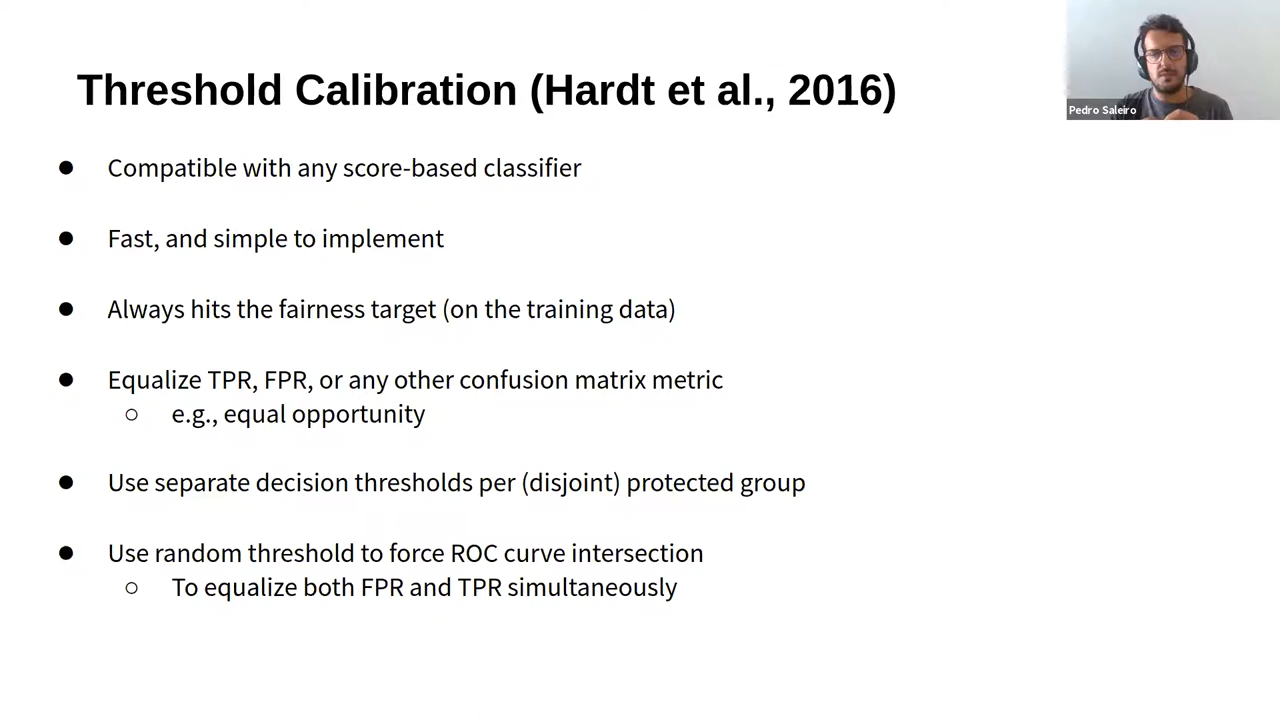 Threshold Calibration (Hardt et al., 2016)
Pedro Saleiro
● Compatible with any score-based classifier
● Fast, and simple to implement
● Always hits the fairness target (on the training data)
● Equalize TPR, FPR, or any other confusion matrix metric
○ e.g., equal opportunity
● Use separate decision thresholds per (disjoint) protected group
● Use random threshold to force ROC curve intersection
○ To equalize both FPR and TPR simultaneously